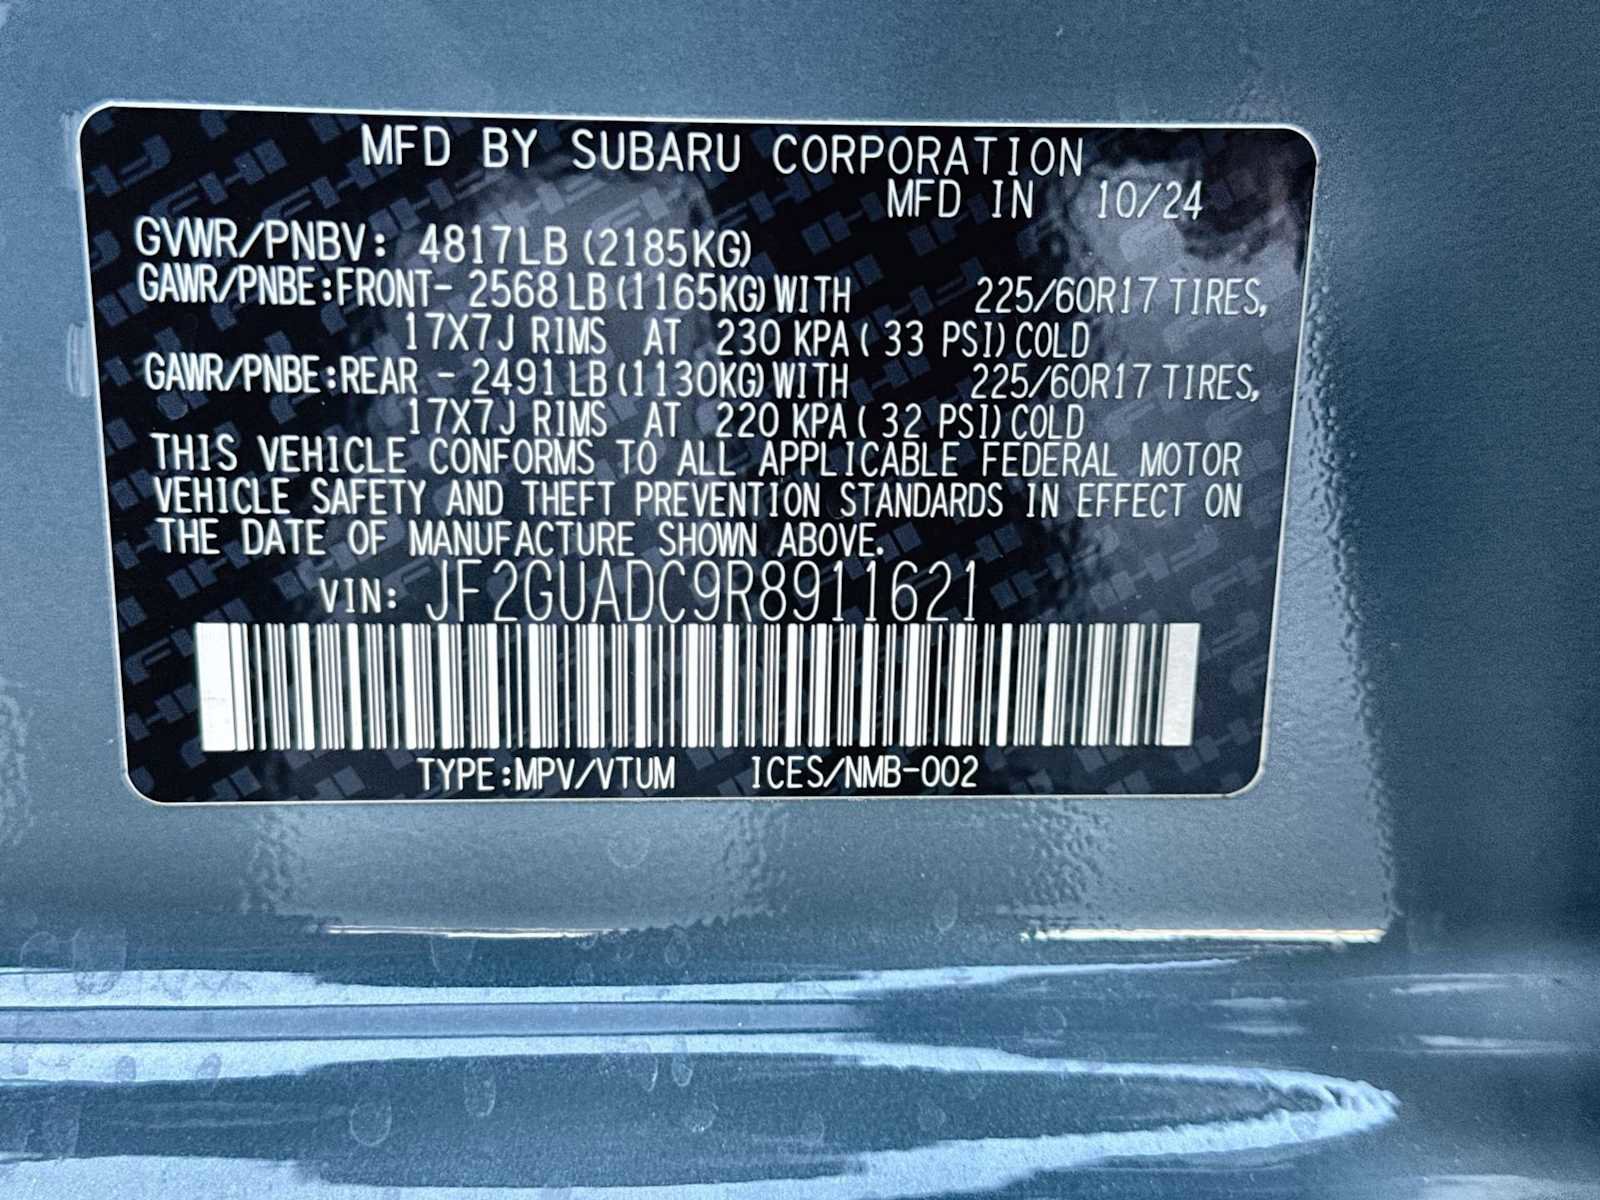 MFD BY SUBARU CORPORATION
MFD IN 10/24
GVWR/PNBV: 4817LB (2185KG)
GAWR/PNBE:FRONT- 2568 LB (1165KG) WITH 225/60R17 TIRES,
17X7J RIMS AT 230 KPA ( 33 PSI) COLD
GAWR/PNBE:REAR - 2491 LB (1130KG) WITH 225/60R17 TIRES,
17X7J RIMS AT 220 KPA ( 32 PSI) COLD
THIS VEHICLE CONFORMS TO ALL APPLICABLE FEDERAL MOTOR
VEHICLE SAFETY AND THEFT PREVENTION STANDARDS IN EFFECT ON
THE DATE OF MANUFACTURE SHOWN ABOVE.
VIN: JF2GUADC9R8911621
TYPE:MPV/VTUM ICES/NMB-002